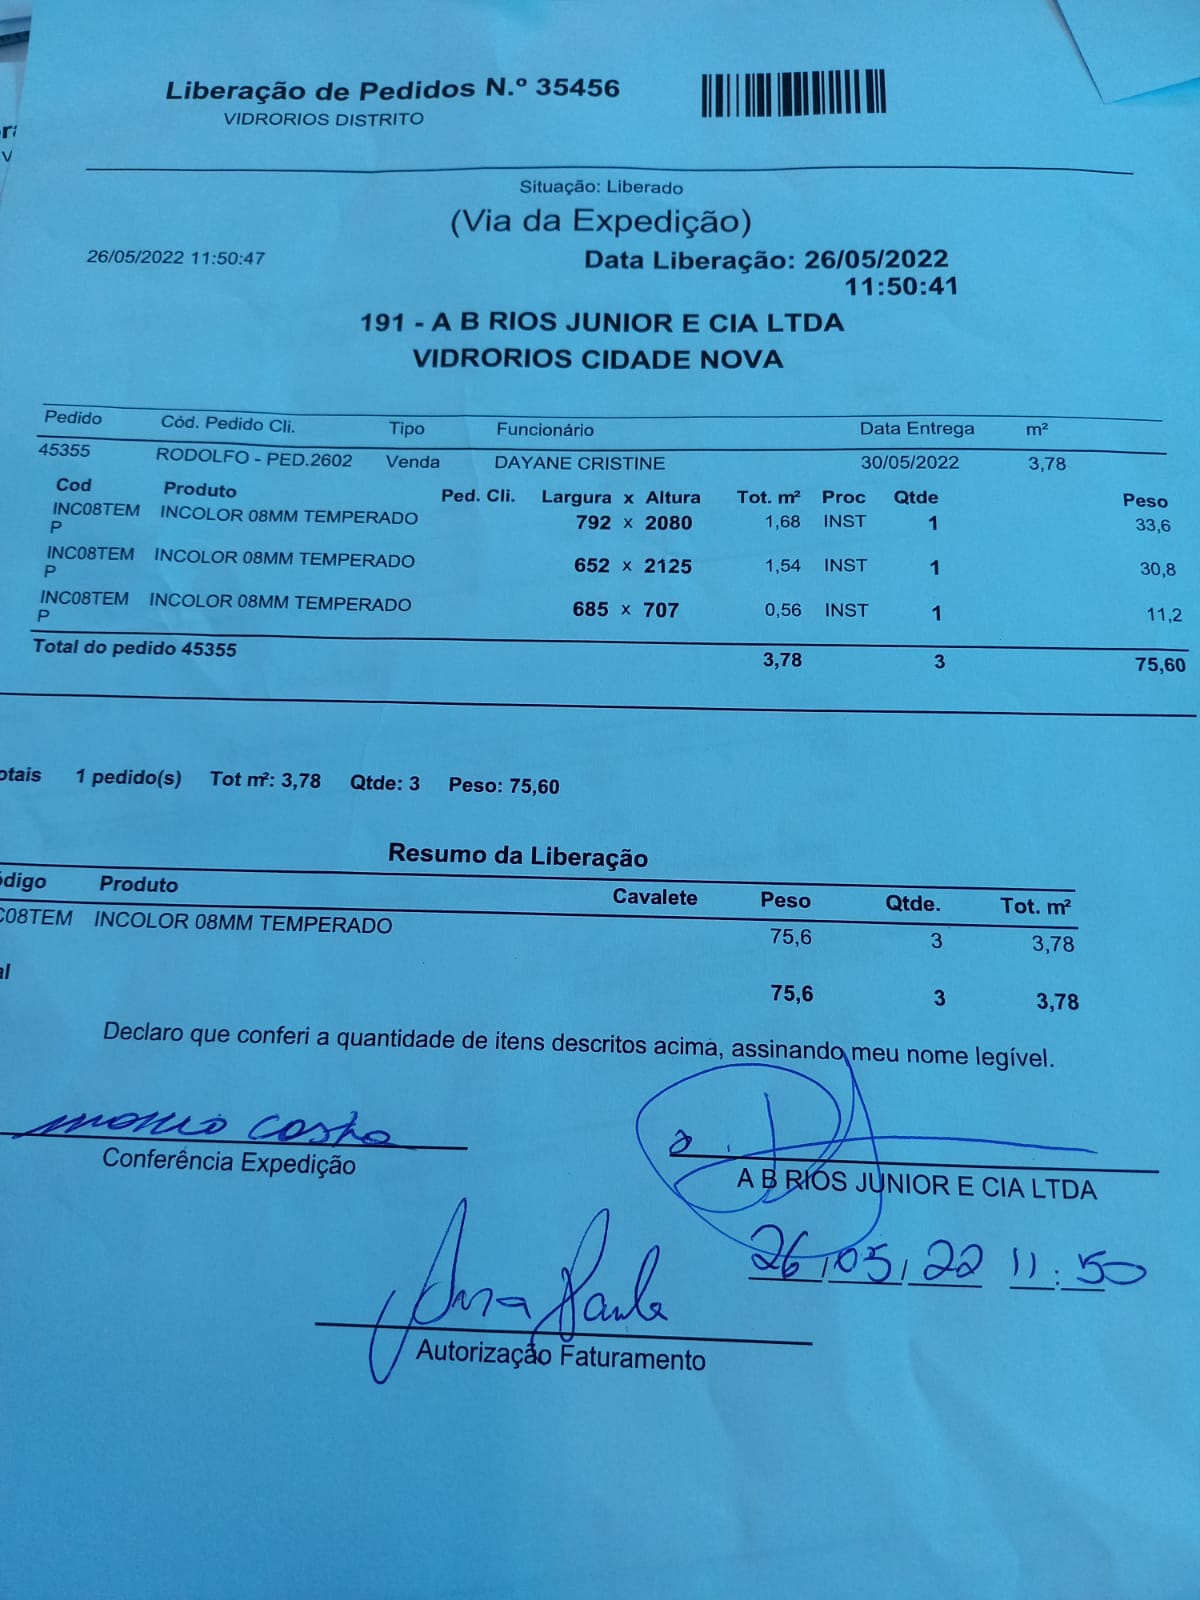 Liberação de Pedidos N.º 35456
VIDRORIOS DISTRITO
Situação: Liberado
(Via da Expedição)
26/05/2022 11:50:47
Data Liberação: 26/05/2022
11:50:41
191 - A B RIOS JUNIOR E CIA LTDA
VIDRORIOS CIDADE NOVA
Pedido Cód. Pedido Cli. Tipo Funcionário Data Entrega m²
45355 RODOLFO - PED.2602 Venda DAYANE CRISTINE 30/05/2022 3,78
Cod Produto Ped. Cli. Largura x Altura Tot. m² Proc Qtde Peso
INC08TEM INCOLOR 08MM TEMPERADO 792 x 2080 1,68 INST 1 33,6
P
INC08TEM INCOLOR 08MM TEMPERADO 652 x 2125 1,54 INST 1 30,8
P
INC08TEM INCOLOR 08MM TEMPERADO 685 x 707 0,56 INST 1 11,2
P
Total do pedido 45355 3,78 3 75,60
otais 1 pedido(s) Tot m²: 3,78 Qtde: 3 Peso: 75,60
Resumo da Liberação
ódigo Produto Cavalete Peso Qtde. Tot. m²
C08TEM INCOLOR 08MM TEMPERADO 75,6 3 3,78
al 75,6 3 3,78
Declaro que conferi a quantidade de itens descritos acima, assinando meu nome legível.
costa
Conferência Expedição
A B RIOS JUNIOR E CIA LTDA
26/05/22 11:50
Ana Paula
Autorização Faturamento